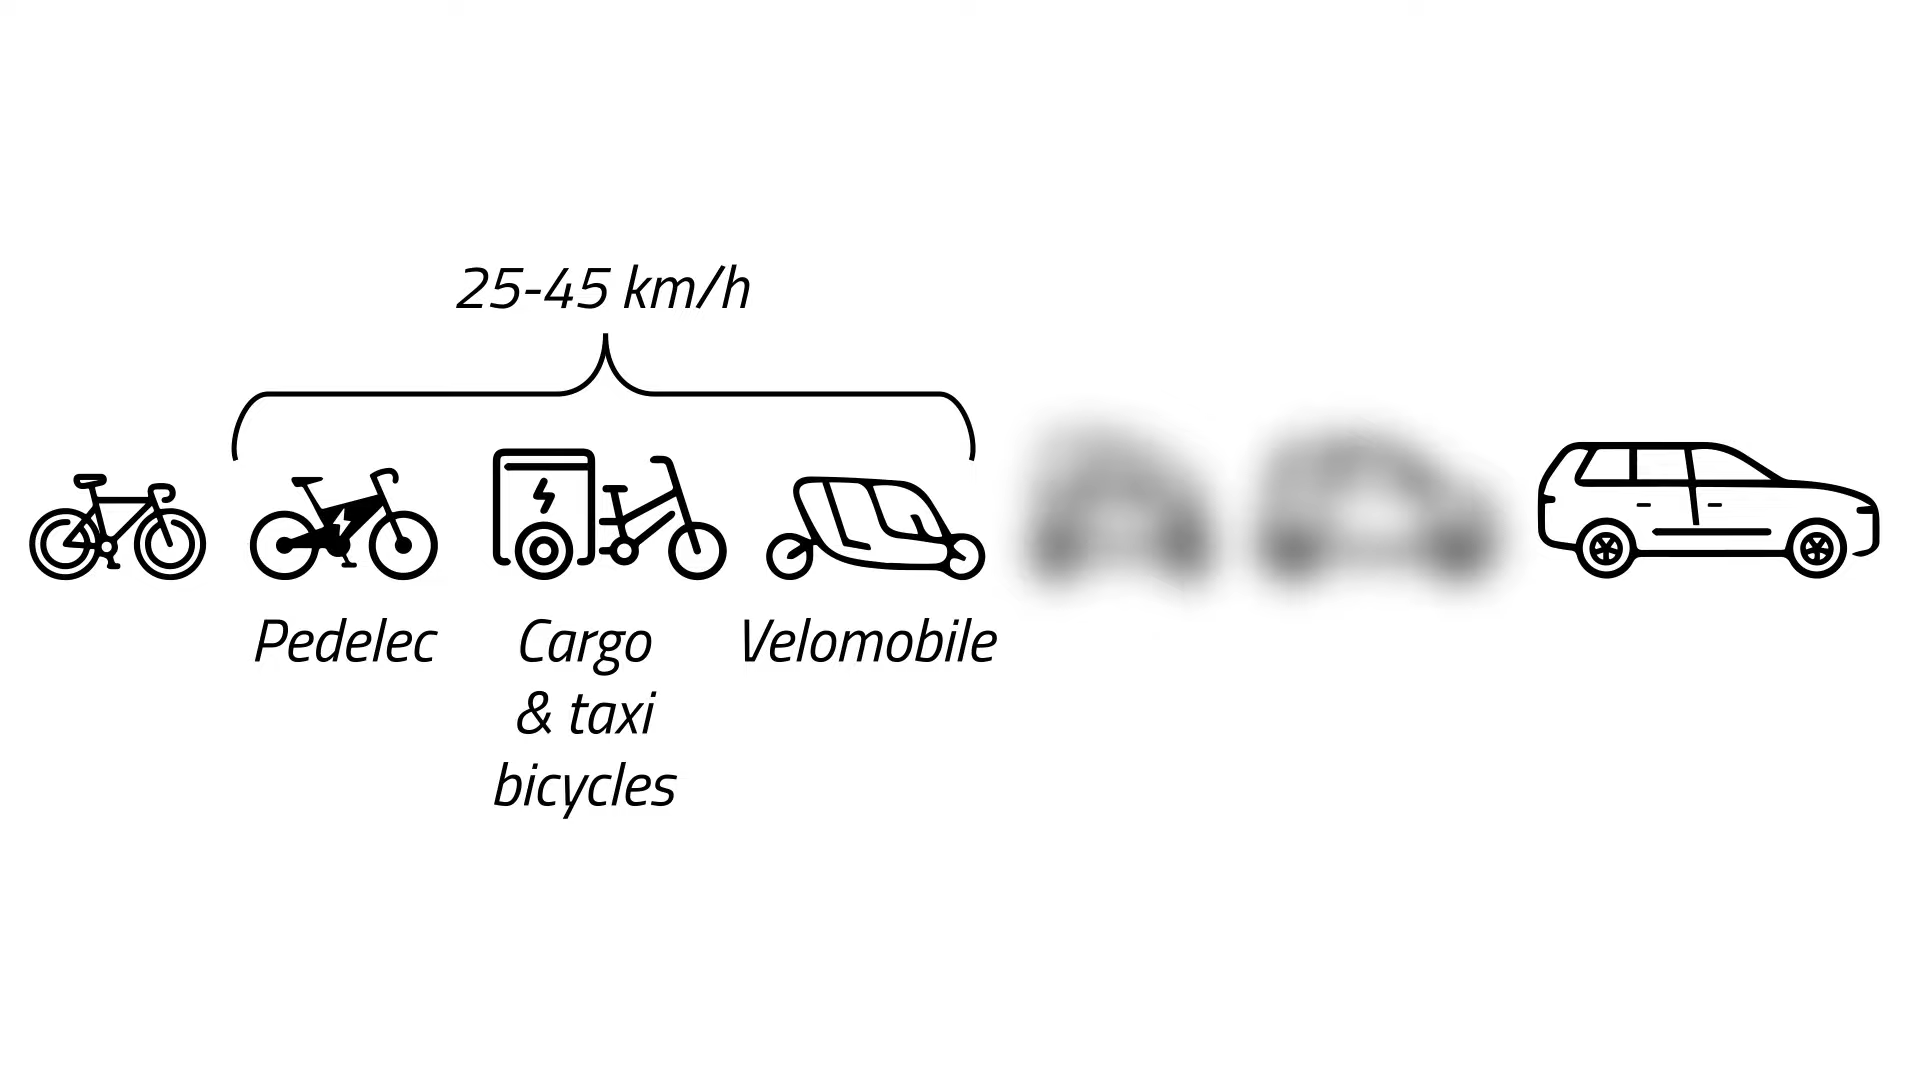 25-45 km/h
Pedelec
Cargo
& taxi
bicycles
Velomobile